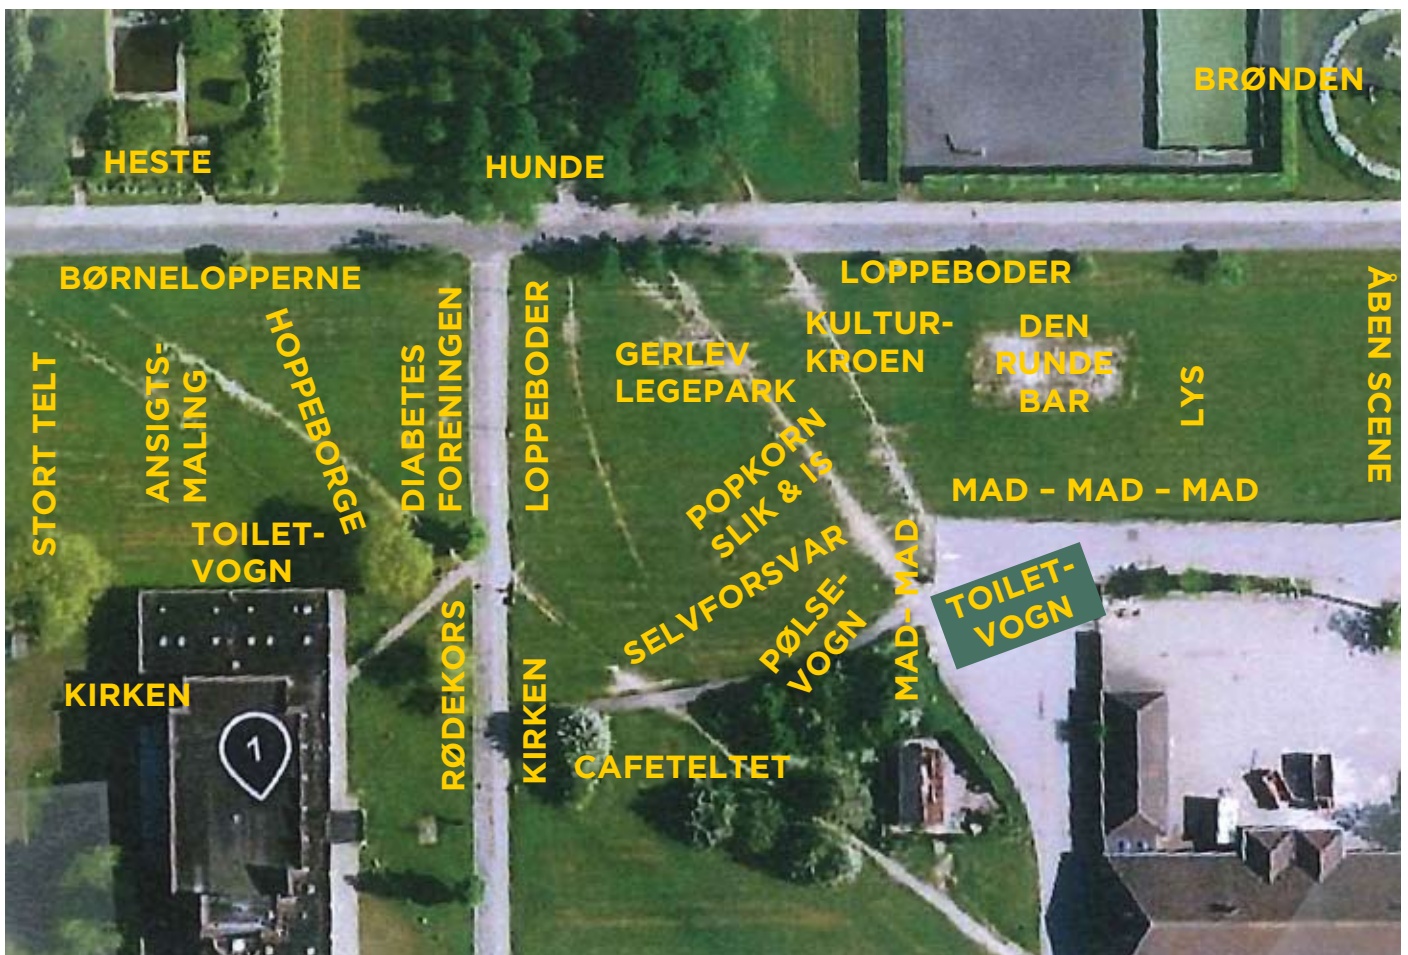 BRØNDEN
HESTE
HUNDE
BØRNELOPPERNE
LOPPEBODER
ÅBEN SCENE
HOPPEBORGE
DIABETES
FORENINGEN
LOPPEBODER
KULTUR-
KROEN
DEN
RUNDE
BAR
GERLEV
LEGEPARK
STORT TELT
ANSIGTS-
MALING
LYS
POPKORN
SLIK & IS
MAD – MAD – MAD
TOILET-
VOGN
SELVFORSVAR
PØLSE-
VOGN
MAD– MAD
TOILET-
VOGN
KIRKEN
1
RØDEKORS
KIRKEN
CAFETELTET